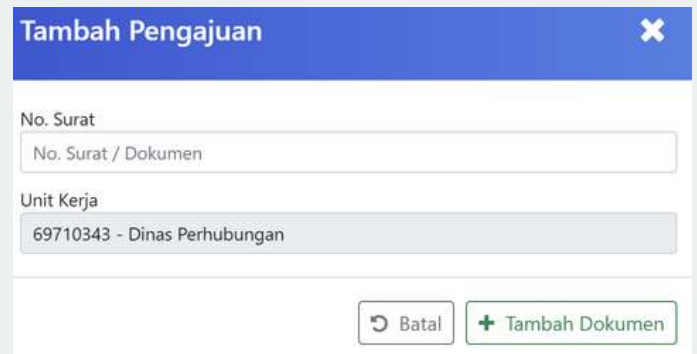 Tambah Pengajuan
No. Surat
No. Surat / Dokumen
Unit Kerja
69710343 - Dinas Perhubungan
Batal
Tambah Dokumen